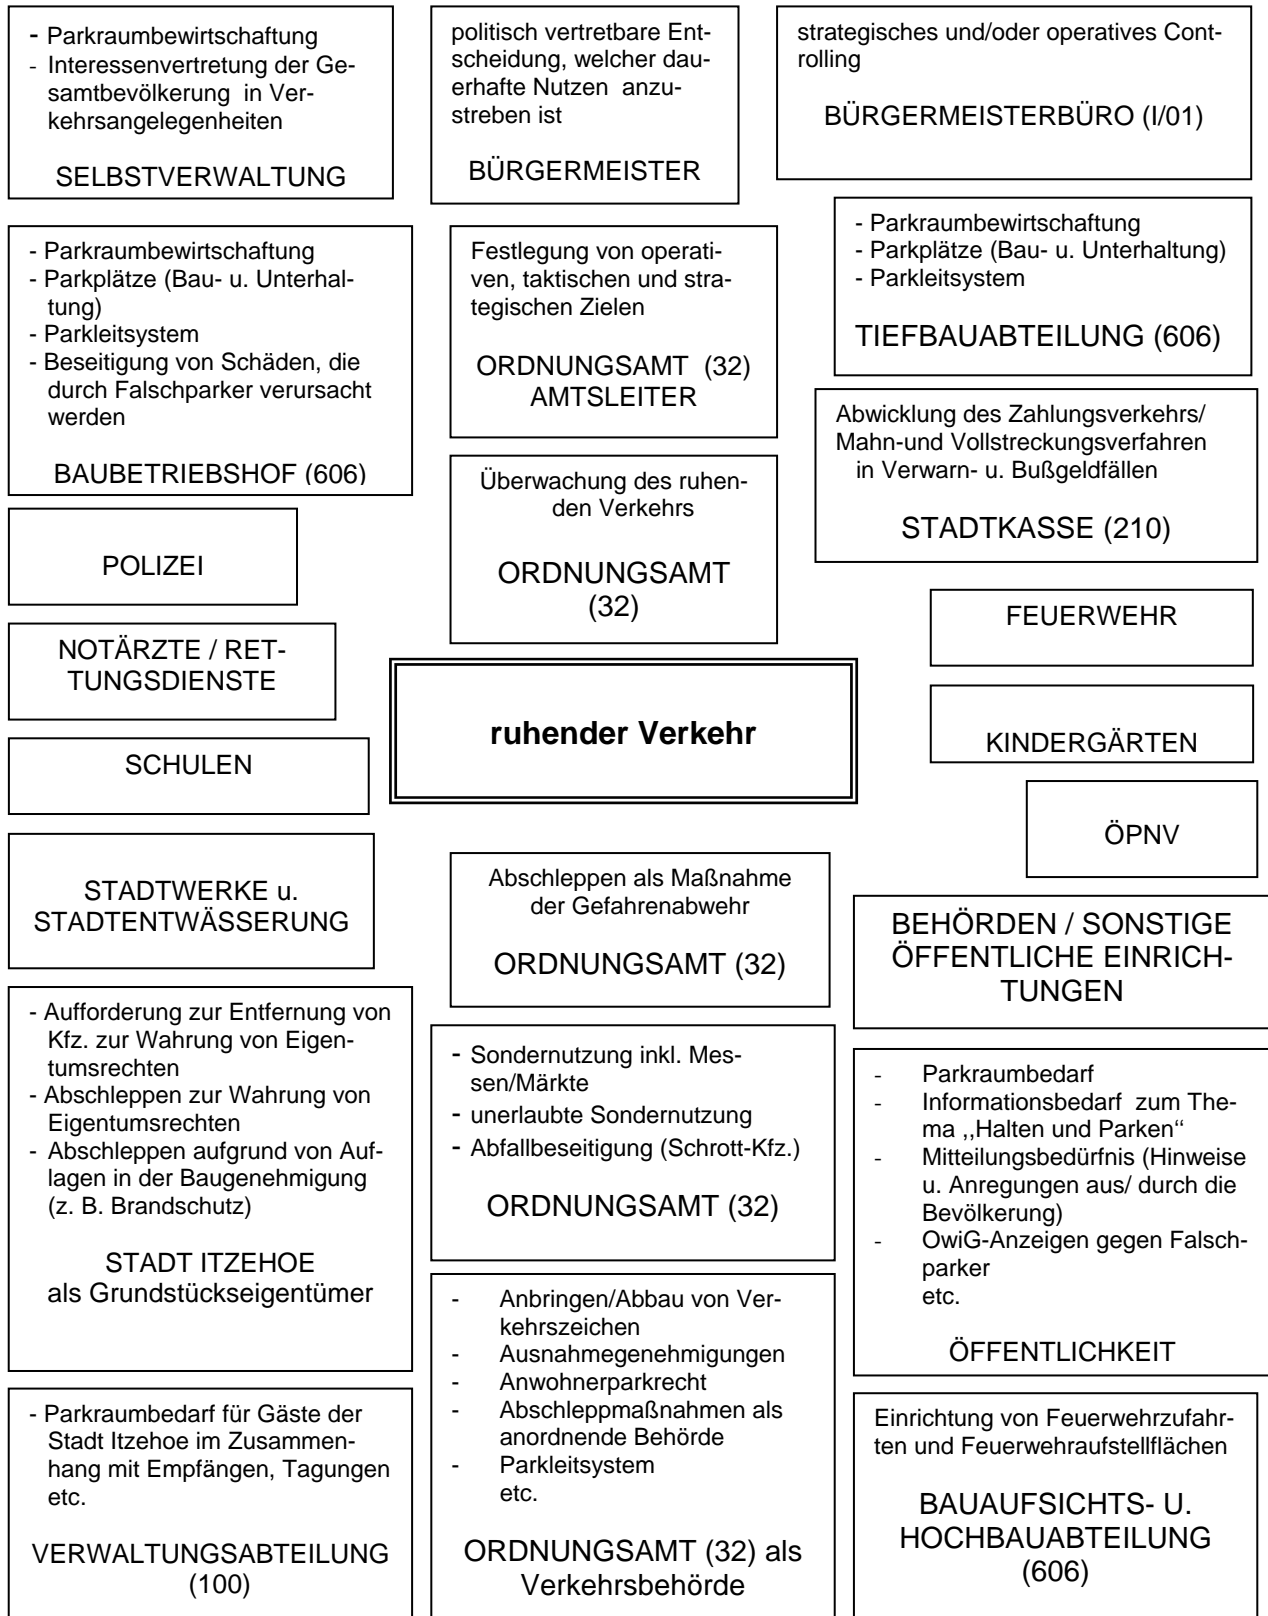 - Parkraumbewirtschaftung
- Interessenvertretung der Ge-
samtbevölkerung in Ver-
kehrsangelegenheiten
SELBSTVERWALTUNG
politisch vertretbare Ent-
scheidung, welcher dau-
erhafte Nutzen anzu-
streben ist
BÜRGERMEISTER
strategisches und/oder operatives Cont-
rolling
BÜRGERMEISTERBÜRO (I/01)
- Parkraumbewirtschaftung
- Parkplätze (Bau- u. Unterhal-
tung)
- Parkleitsystem
- Beseitigung von Schäden, die
durch Falschparker verursacht
werden
BAUBETRIEBSHOF (606)
Festlegung von operati-
ven, taktischen und stra-
tegischen Zielen
ORDNUNGSAMT (32)
AMTSLEITER
- Parkraumbewirtschaftung
- Parkplätze (Bau- u. Unterhaltung)
- Parkleitsystem
TIEFBAUABTEILUNG (606)
Abwicklung des Zahlungsverkehrs/
Mahn-und Vollstreckungsverfahren
in Verwarn- u. Bußgeldfällen
STADTKASSE (210)
Überwachung des ruhen-
den Verkehrs
ORDNUNGSAMT
(32)
POLIZEI
FEUERWEHR
NOTÄRZTE / RET-
TUNGSDIENSTE
ruhender Verkehr
KINDERGÄRTEN
SCHULEN
ÖPNV
STADTWERKE u.
STADTENTWÄSSERUNG
Abschleppen als Maßnahme
der Gefahrenabwehr
ORDNUNGSAMT (32)
BEHÖRDEN / SONSTIGE
ÖFFENTLICHE EINRICH-
TUNGEN
- Aufforderung zur Entfernung von
Kfz. zur Wahrung von Eigen-
tumsrechten
- Abschleppen zur Wahrung von
Eigentumsrechten
- Abschleppen aufgrund von Auf-
lagen in der Baugenehmigung
(z. B. Brandschutz)
STADT ITZEHOE
als Grundstückseigentümer
- Sondernutzung inkl. Mes-
sen/Märkte
- unerlaubte Sondernutzung
- Abfallbeseitigung (Schrott-Kfz.)
ORDNUNGSAMT (32)
- Parkraumbedarf
- Informationsbedarf zum The-
ma ,,Halten und Parken“
- Mitteilungsbedürfnis (Hinweise
u. Anregungen aus/ durch die
Bevölkerung)
- OwiG-Anzeigen gegen Falsch-
parker
etc.
ÖFFENTLICHKEIT
- Parkraumbedarf für Gäste der
Stadt Itzehoe im Zusammen-
hang mit Empfängen, Tagungen
etc.
VERWALTUNGSABTEILUNG
(100)
- Anbringen/Abbau von Ver-
kehrszeichen
- Ausnahmegenehmigungen
- Anwohnerparkrecht
- Abschleppmaßnahmen als
anordnende Behörde
- Parkleitsystem
etc.
ORDNUNGSAMT (32) als
Verkehrsbehörde
Einrichtung von Feuerwehrzufahr-
ten und Feuerwehraufstellflächen
BAUAUFSICHTS- U.
HOCHBAUABTEILUNG
(606)